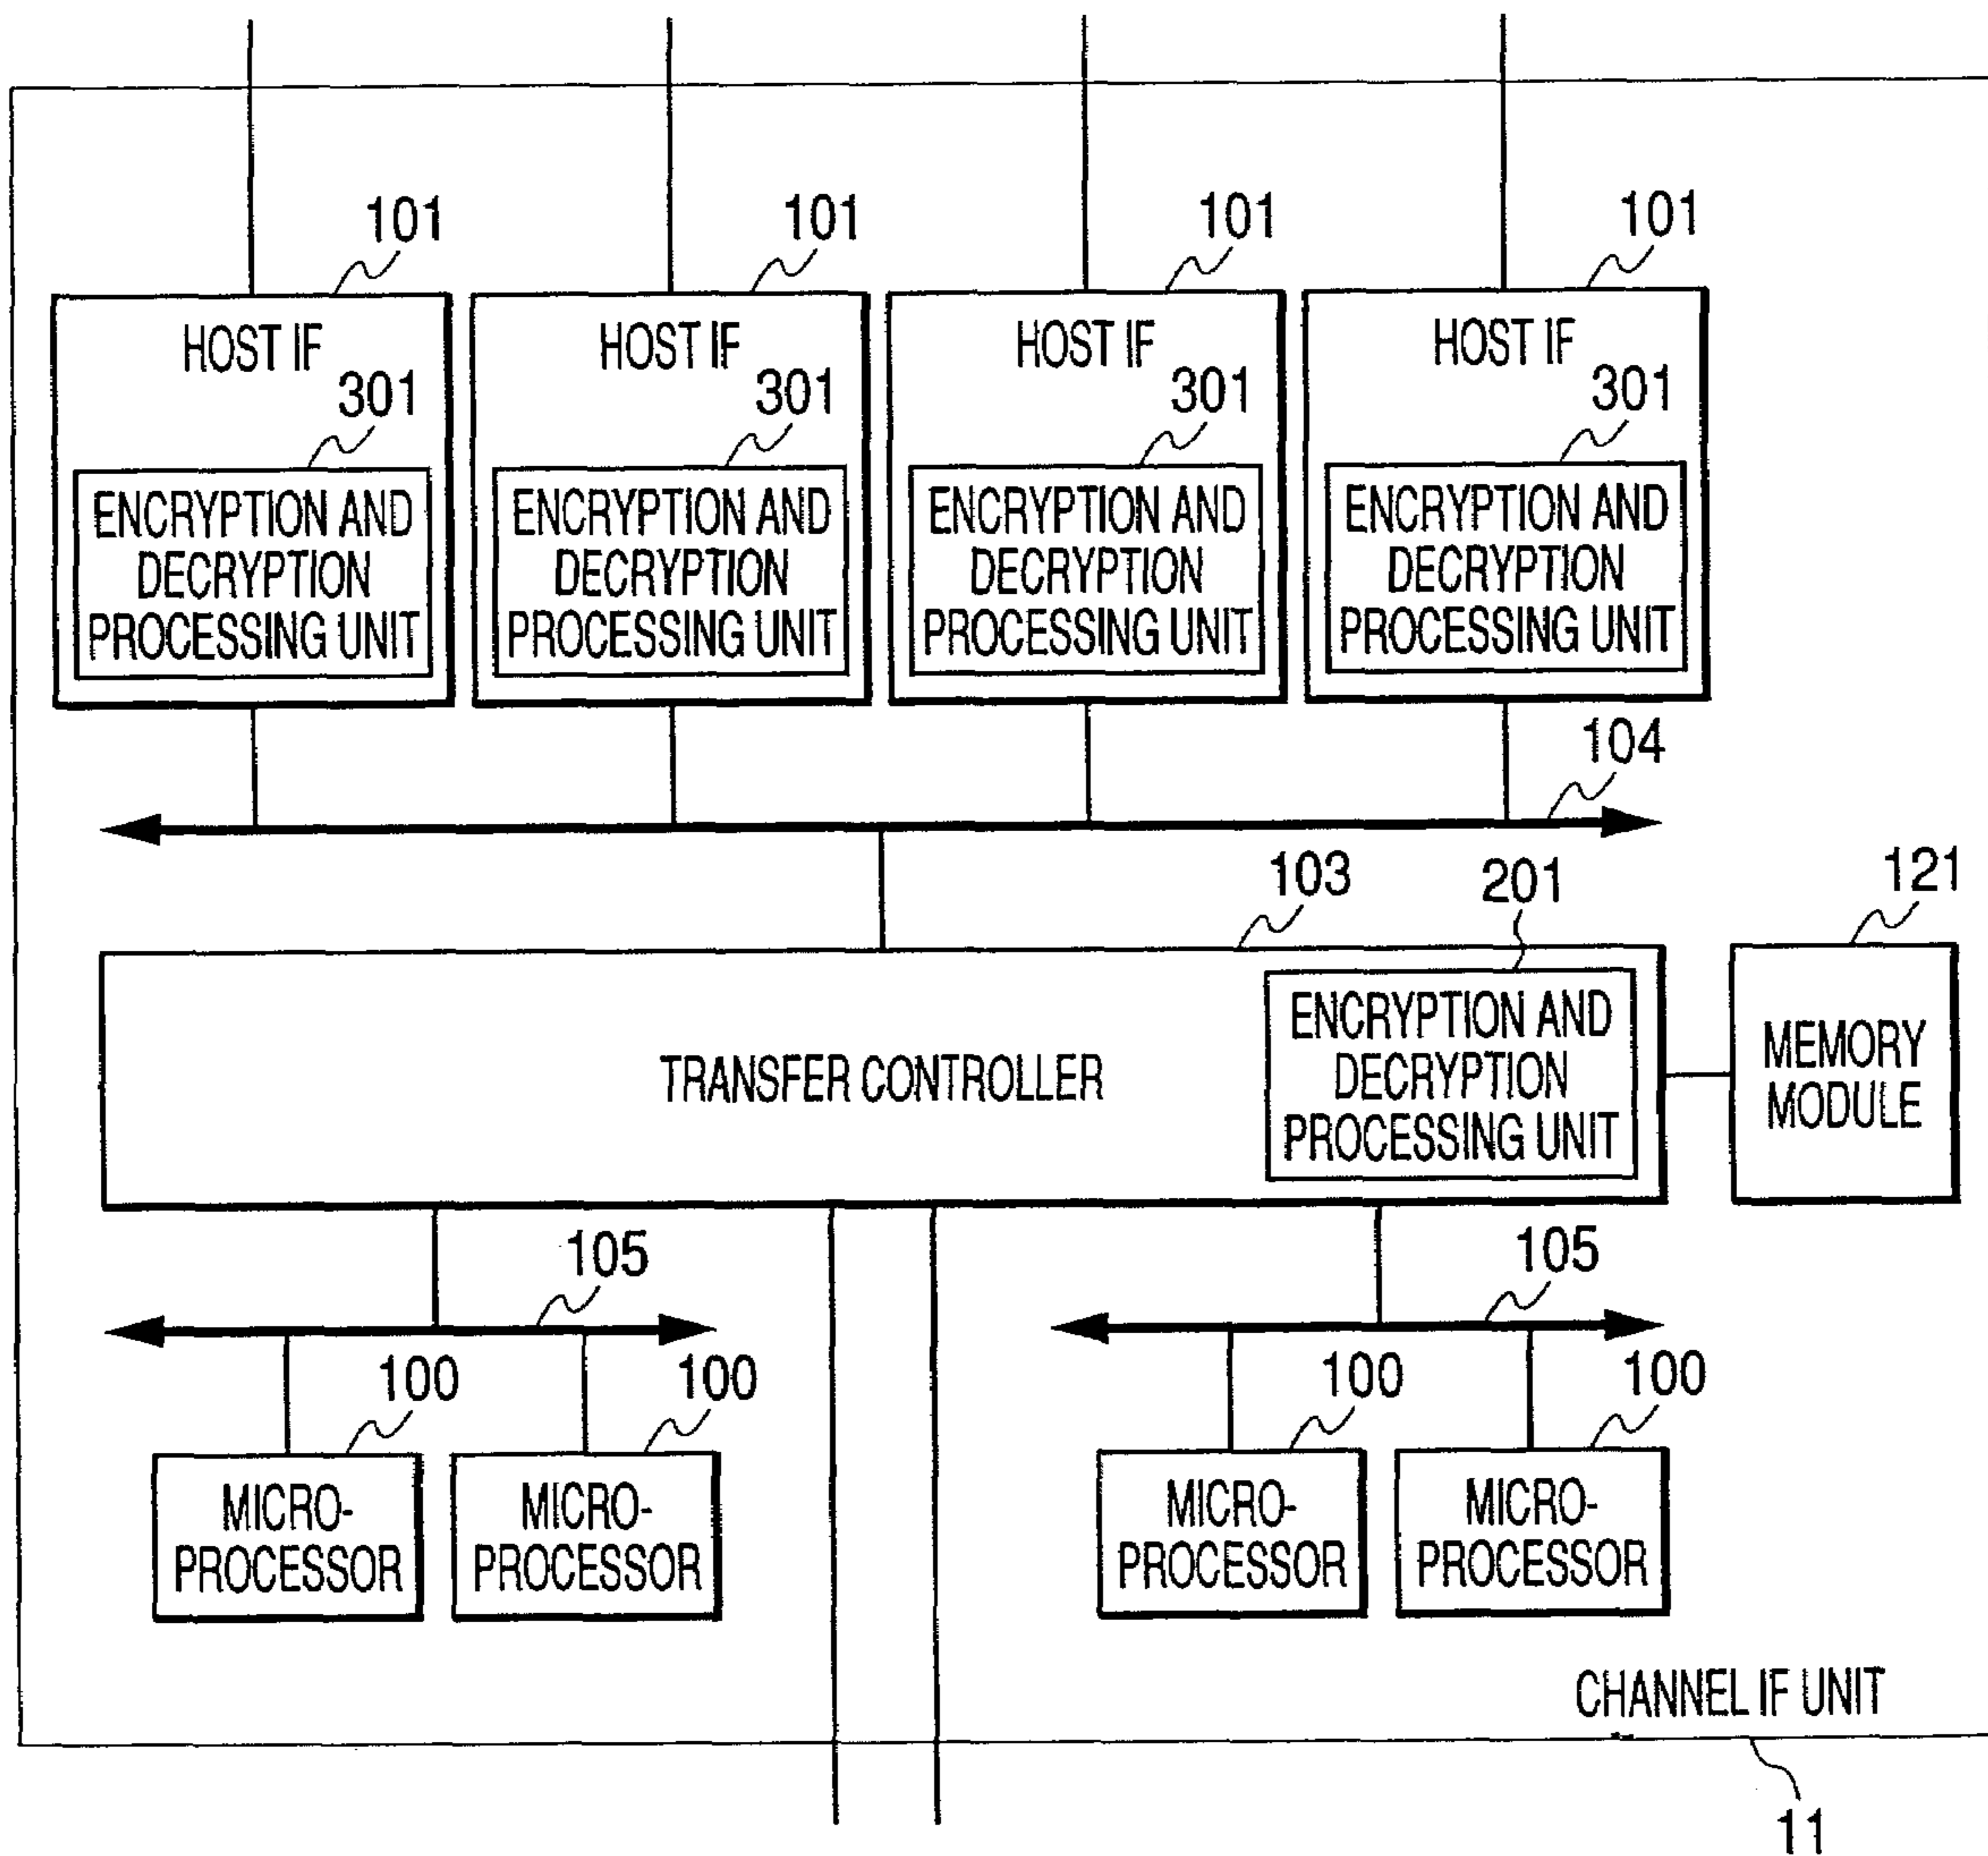 101 101 101 101
HOST IF HOST IF HOST IF HOST IF
301 301 301 301
ENCRYPTION AND DECRYPTION PROCESSING UNIT
ENCRYPTION AND DECRYPTION PROCESSING UNIT
ENCRYPTION AND DECRYPTION PROCESSING UNIT
ENCRYPTION AND DECRYPTION PROCESSING UNIT
104
103
201
121
TRANSFER CONTROLLER
ENCRYPTION AND
DECRYPTION
PROCESSING UNIT
MEMORY
MODULE
105 105
100 100 100 100
MICRO-
PROCESSOR
MICRO-
PROCESSOR
MICRO-
PROCESSOR
MICRO-
PROCESSOR
CHANNEL IF UNIT
11